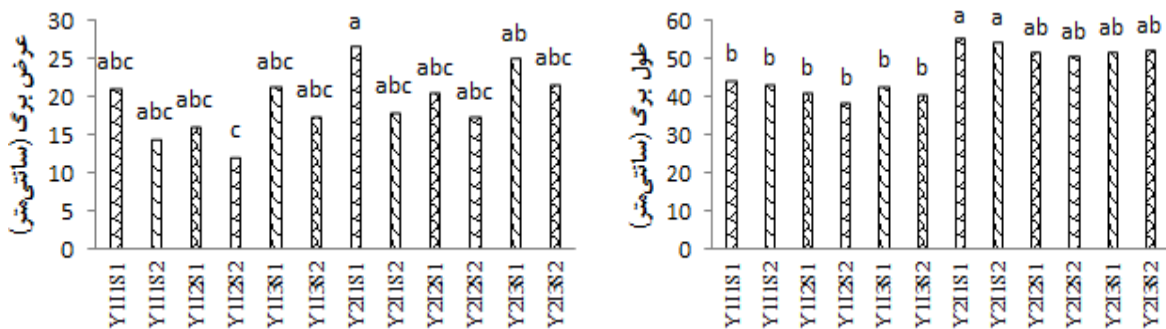 عرض برگ (سانتی‌متر)
30
25
20
15
10
5
0
abc
abc
abc
c
abc
abc
a
abc
abc
abc
ab
abc
Y1I1S1
Y1I1S2
Y1I2S1
Y1I2S2
Y1I3S1
Y1I3S2
Y2I1S1
Y2I1S2
Y2I2S1
Y2I2S2
Y2I3S1
Y2I3S2
طول برگ (سانتی‌متر)
60
50
40
30
20
10
0
b
b
b
b
b
b
a
a
ab
ab
ab
ab
Y1I1S1
Y1I1S2
Y1I2S1
Y1I2S2
Y1I3S1
Y1I3S2
Y2I1S1
Y2I1S2
Y2I2S1
Y2I2S2
Y2I3S1
Y2I3S2